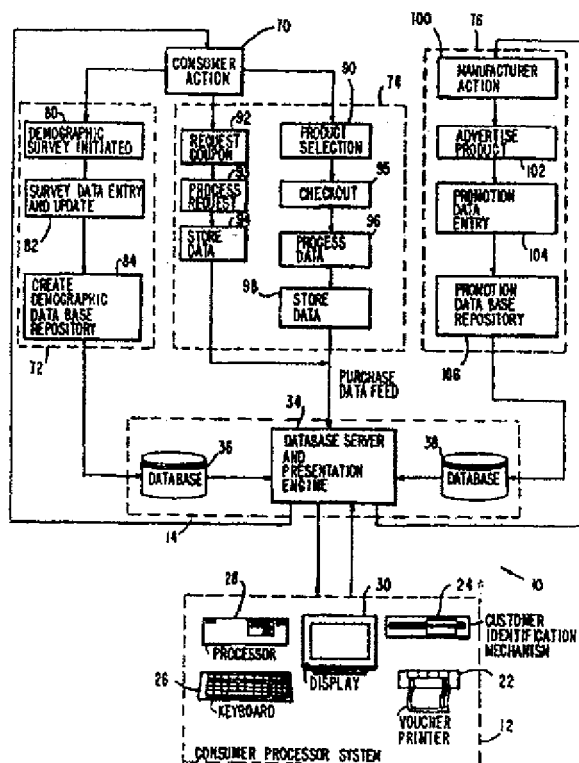 70
CONSUMER
ACTION
100
76
MANUFACTURER
ACTION
80
DEMOGRAPHIC
SURVEY INITIATED
92
REQUEST
COUPON
90
74
PRODUCT
SELECTION
ADVERTISE
PRODUCT
102
SURVEY DATA ENTRY
AND UPDATE
82
93
PROCESS
REQUEST
95
CHECKOUT
PROMOTION
DATA
ENTRY
104
94
STORE
DATA
96
PROCESS
DATA
84
CREATE
DEMOGRAPHIC
DATA BASE
REPOSITORY
72
98
STORE
DATA
PROMOTION
DATA BASE
REPOSITORY
106
PURCHASE
DATA FEED
34
DATABASE SERVER
AND
PRESENTATION
ENGINE
36
DATABASE
38
DATABASE
14
10
28
PROCESSOR
30
DISPLAY
24
CUSTOMER
IDENTIFICATION
MECHANISM
26
KEYBOARD
22
VOUCHER
PRINTER
12
CONSUMER PROCESSOR SYSTEM